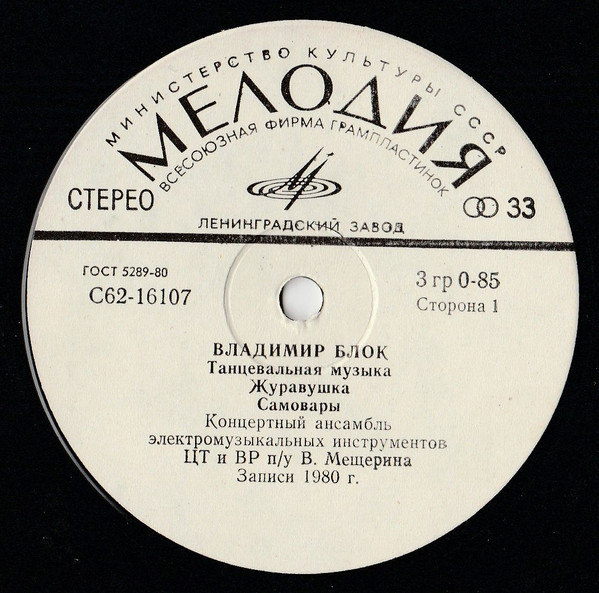 МИНИСТЕРСТВО КУЛЬТУРЫ СССР
МЕЛОДИЯ
ВСЕСОЮЗНАЯ ФИРМА ГРАМПЛАСТИНОК
СТЕРЕО
33
ЛЕНИНГРАДСКИЙ ЗАВОД
ГОСТ 5289-80
С62-16107
3 гр 0-85
Сторона 1
ВЛАДИМИР БЛОК
Танцевальная музыка
Журавушка
Самовары
Концертный ансамбль
электромузыкальных инструментов
ЦТ и ВР п/у В. Мещерина
Записи 1980 г.